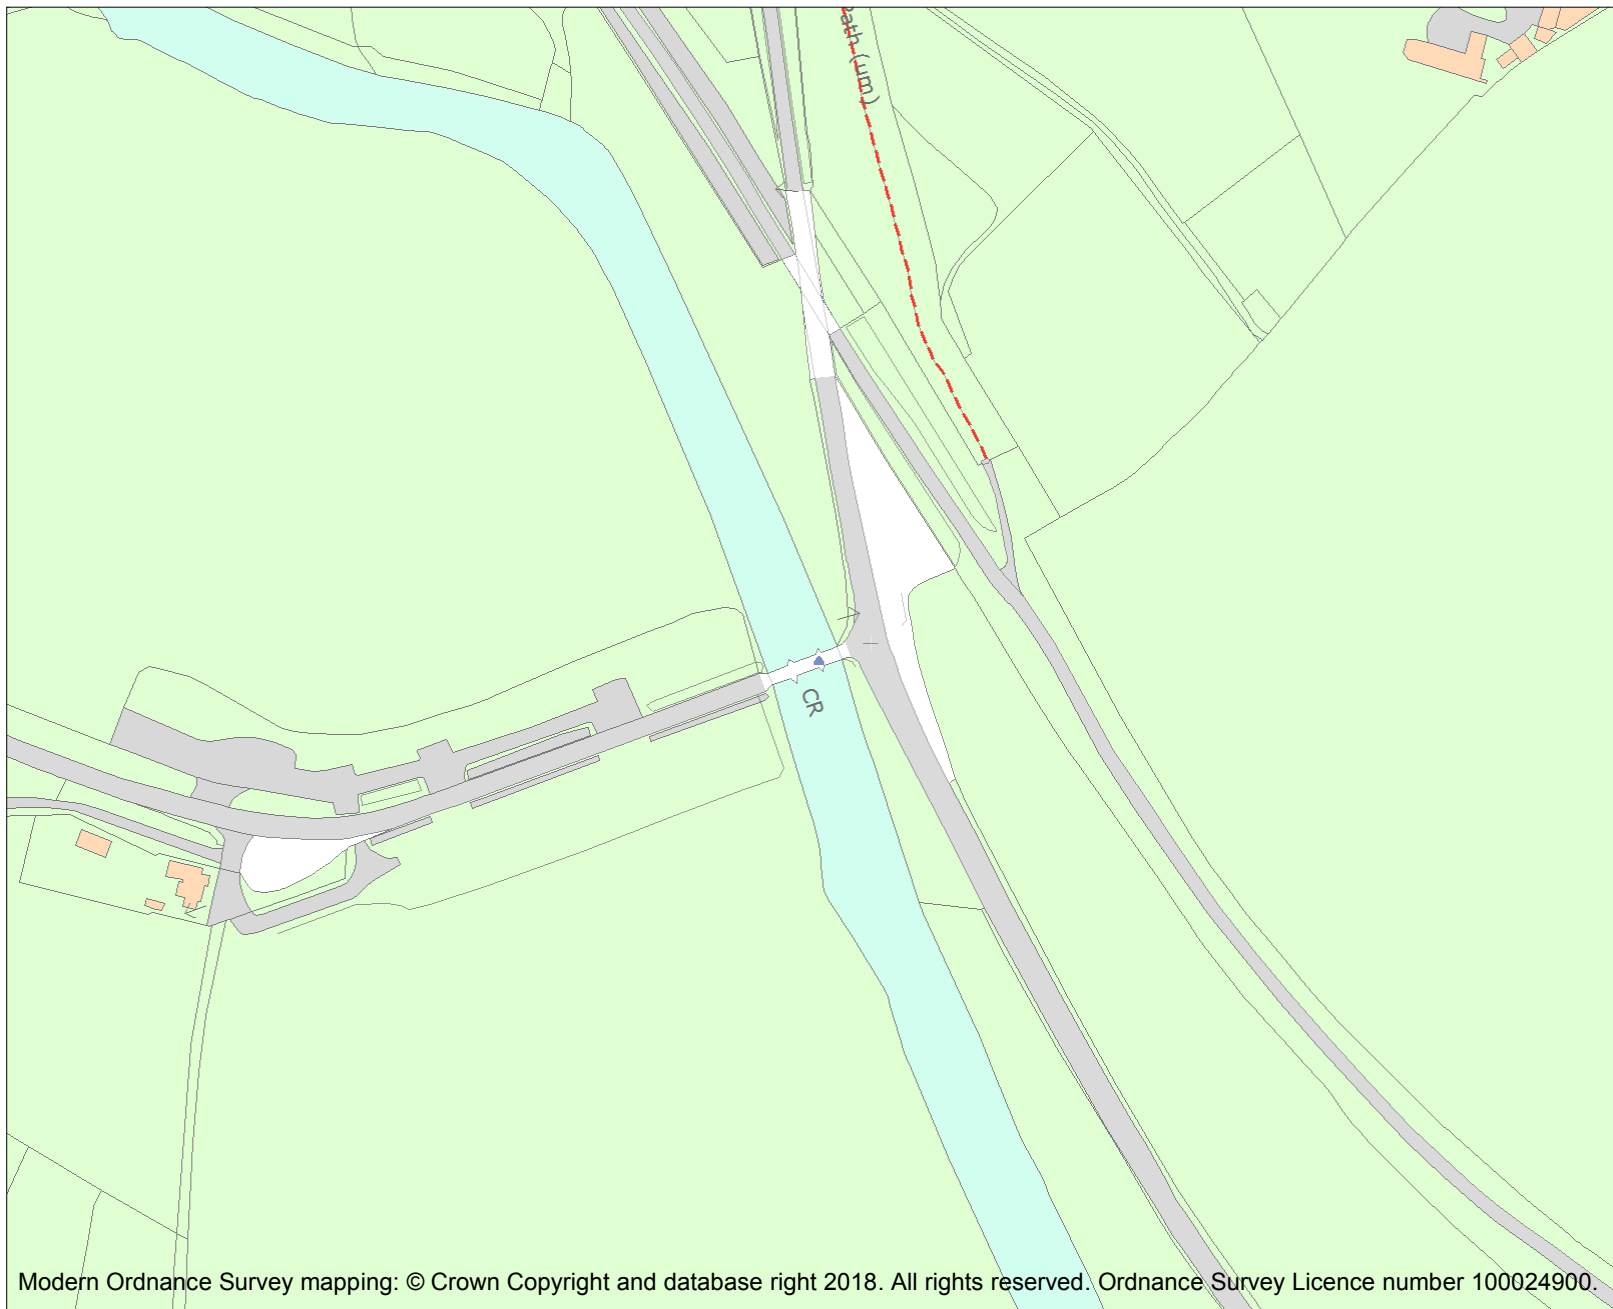 ath (um)
CR
Modern Ordnance Survey mapping: © Crown Copyright and database right 2018. All rights reserved. Ordnance Survey Licence number 100024900.